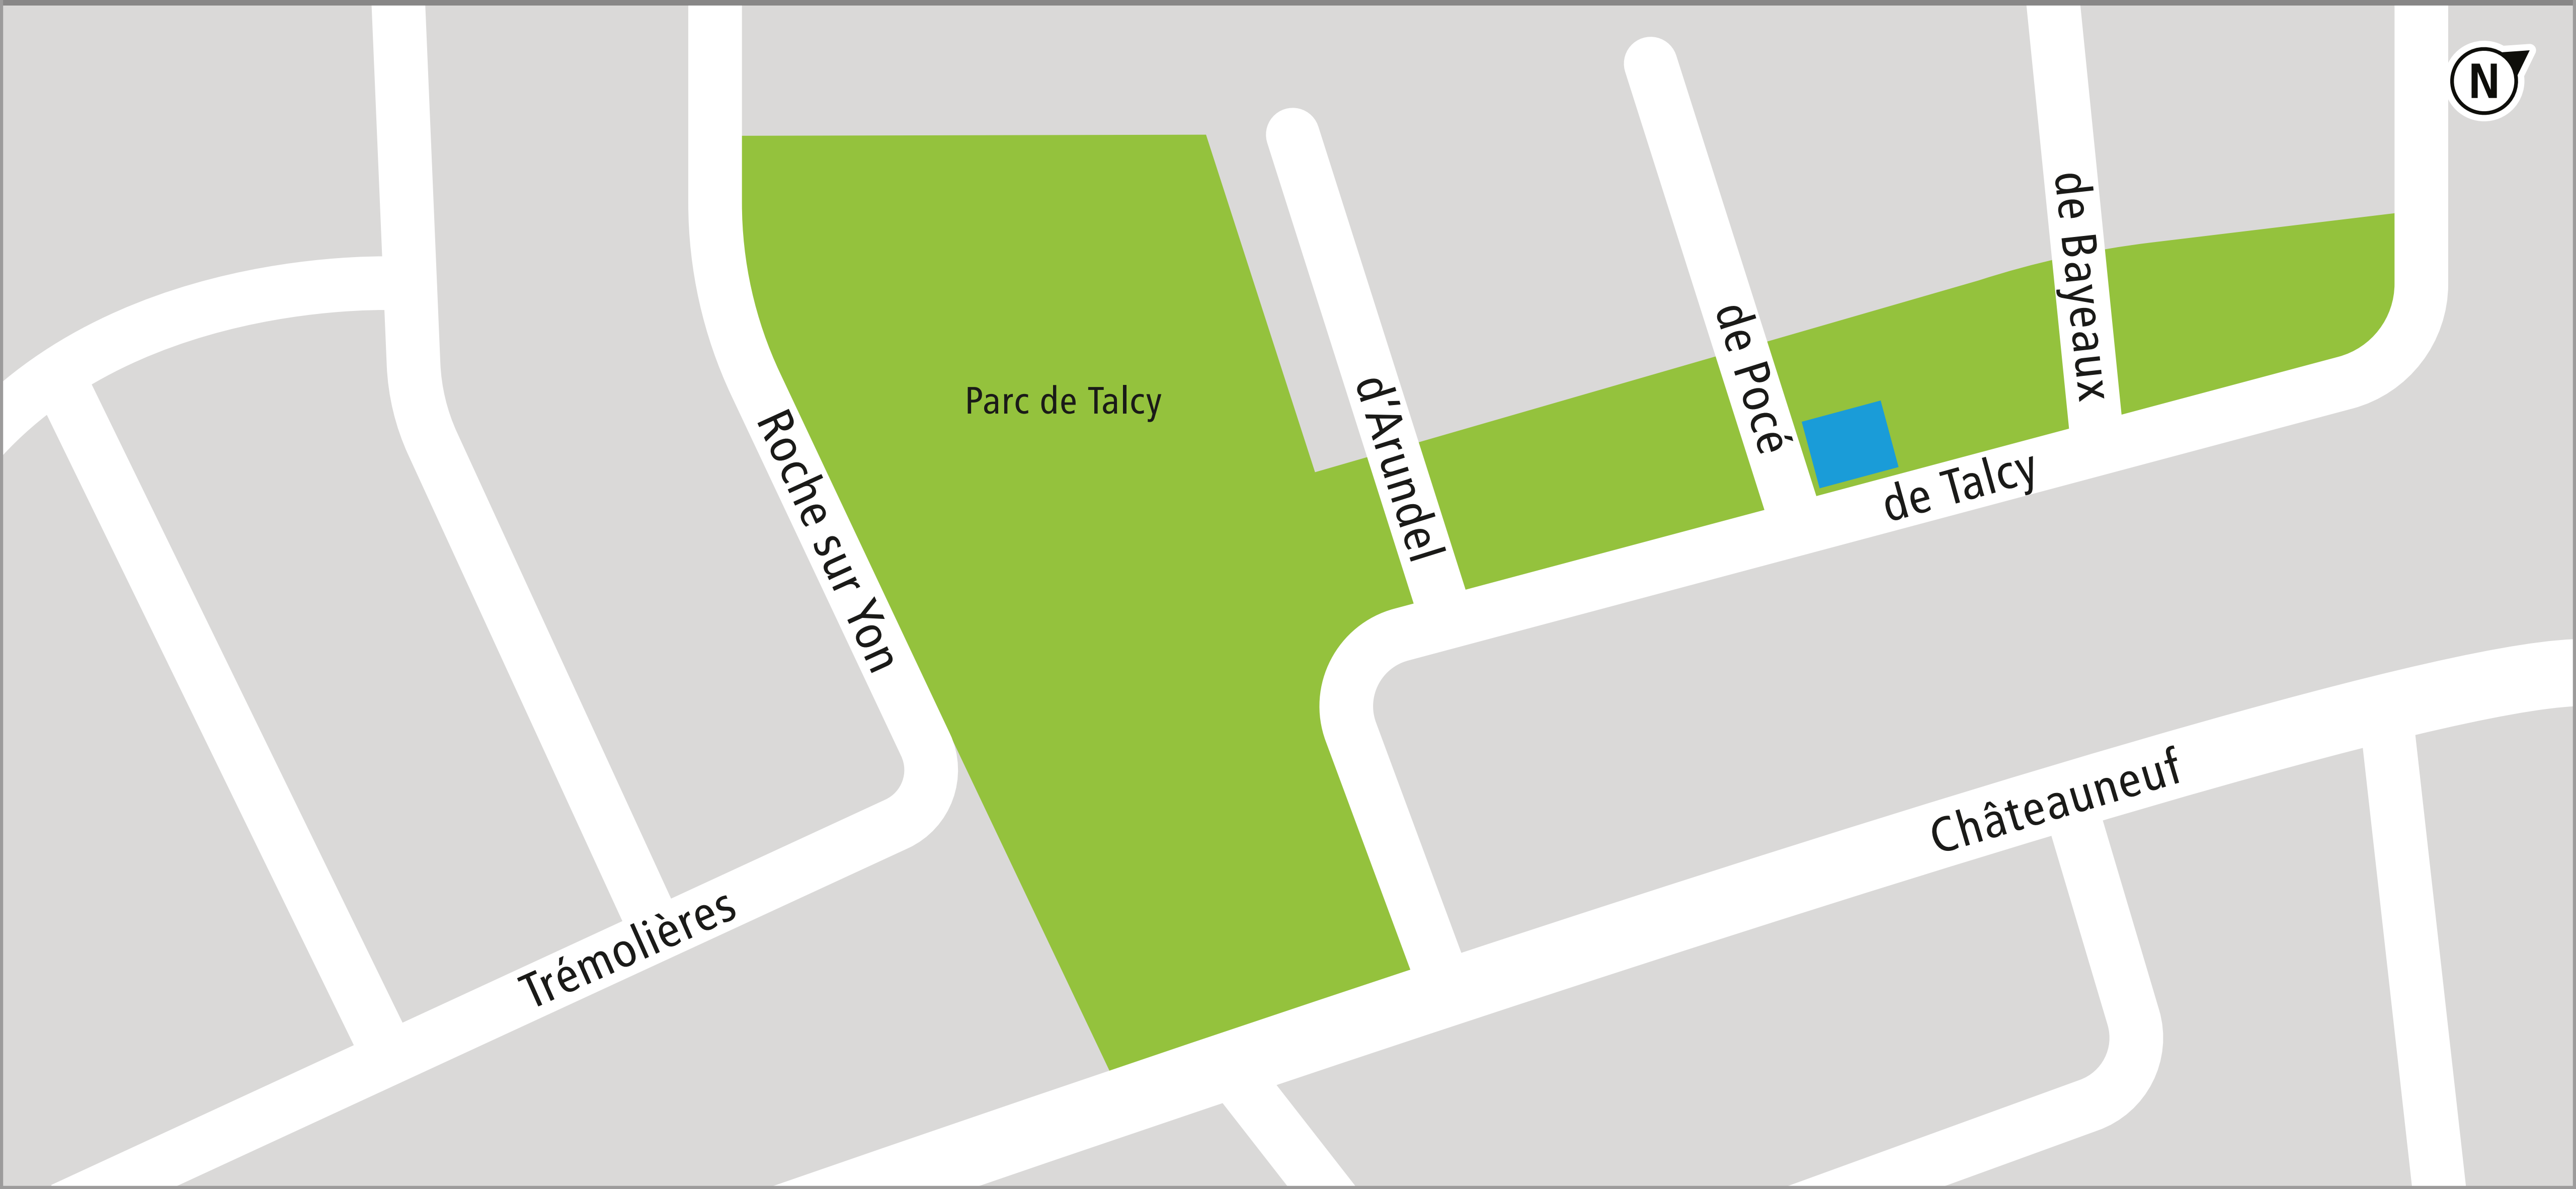 N
de Bayeaux
de Pocé
d’Arundel
Parc de Talcy
Roche sur Yon
de Talcy
Châteauneuf
Trémolières